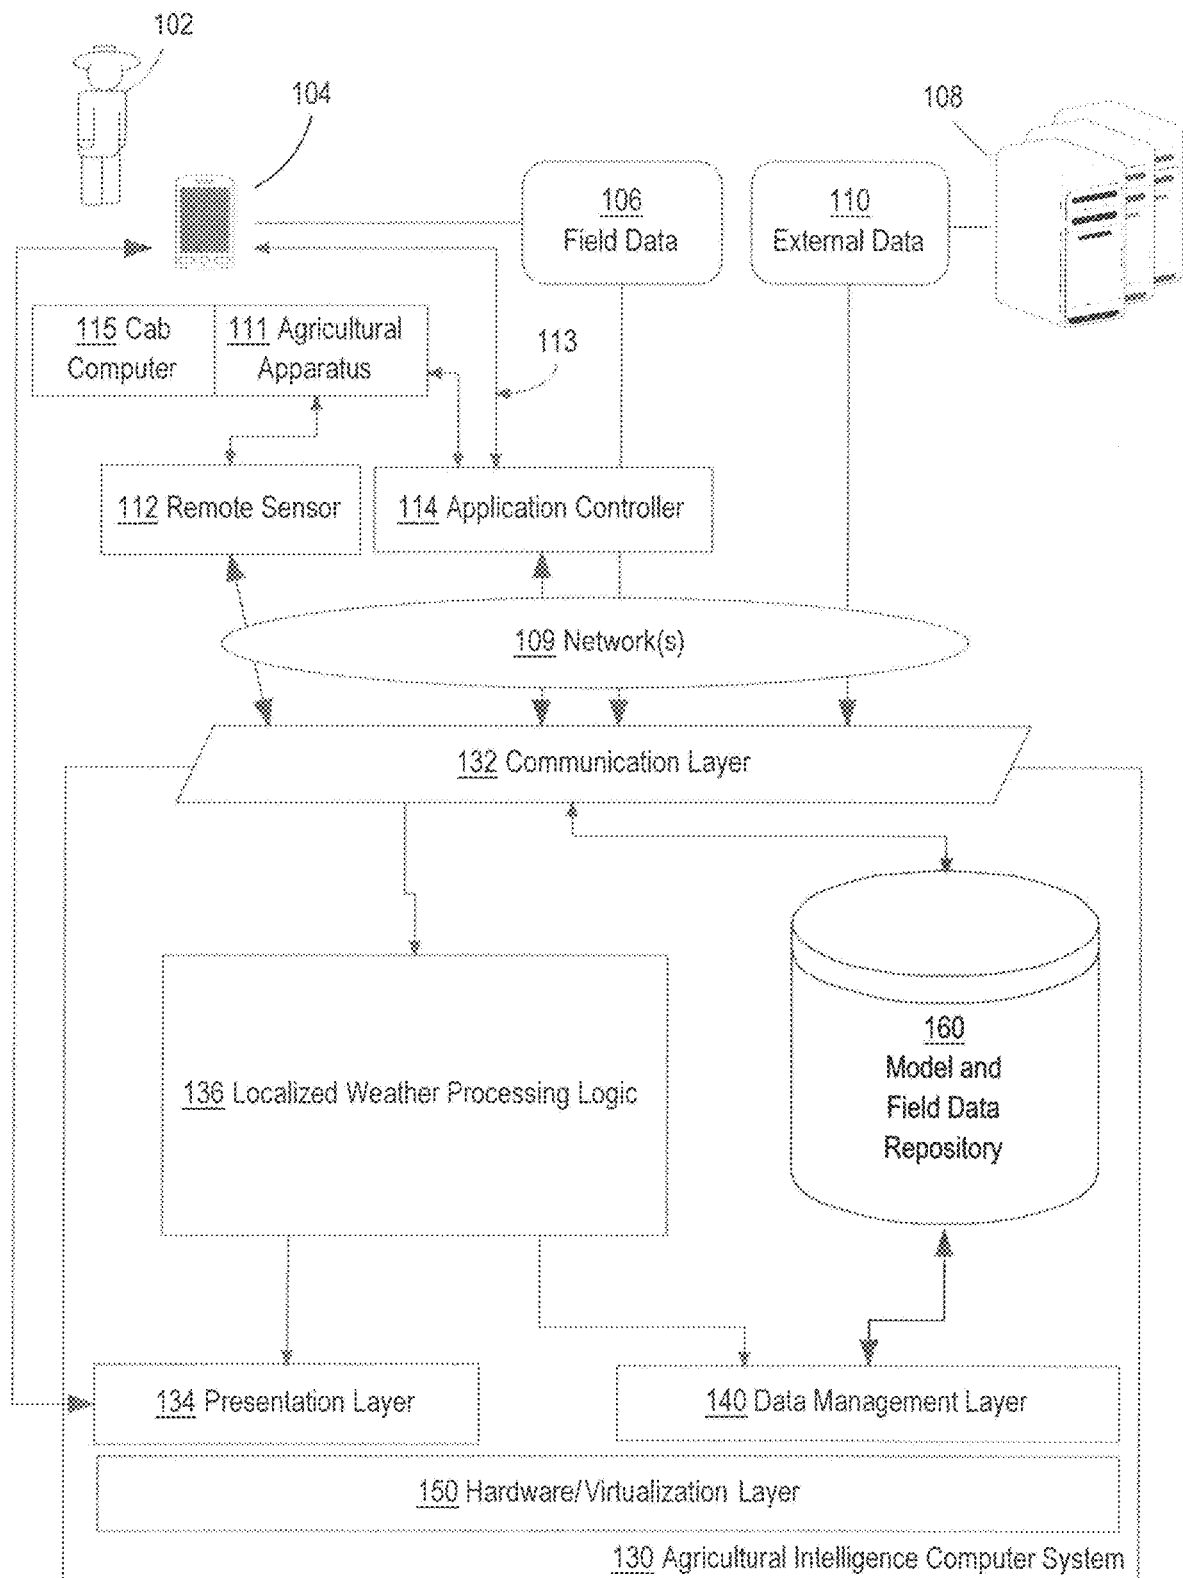 102
104
108
106
Field Data
110
External Data
115 Cab
Computer
111 Agricultural
Apparatus
113
112 Remote Sensor
114 Application Controller
109 Network(s)
132 Communication Layer
160
Model and
Field Data
Repository
136 Localized Weather Processing Logic
134 Presentation Layer
140 Data Management Layer
150 Hardware/Virtualization Layer
130 Agricultural Intelligence Computer System